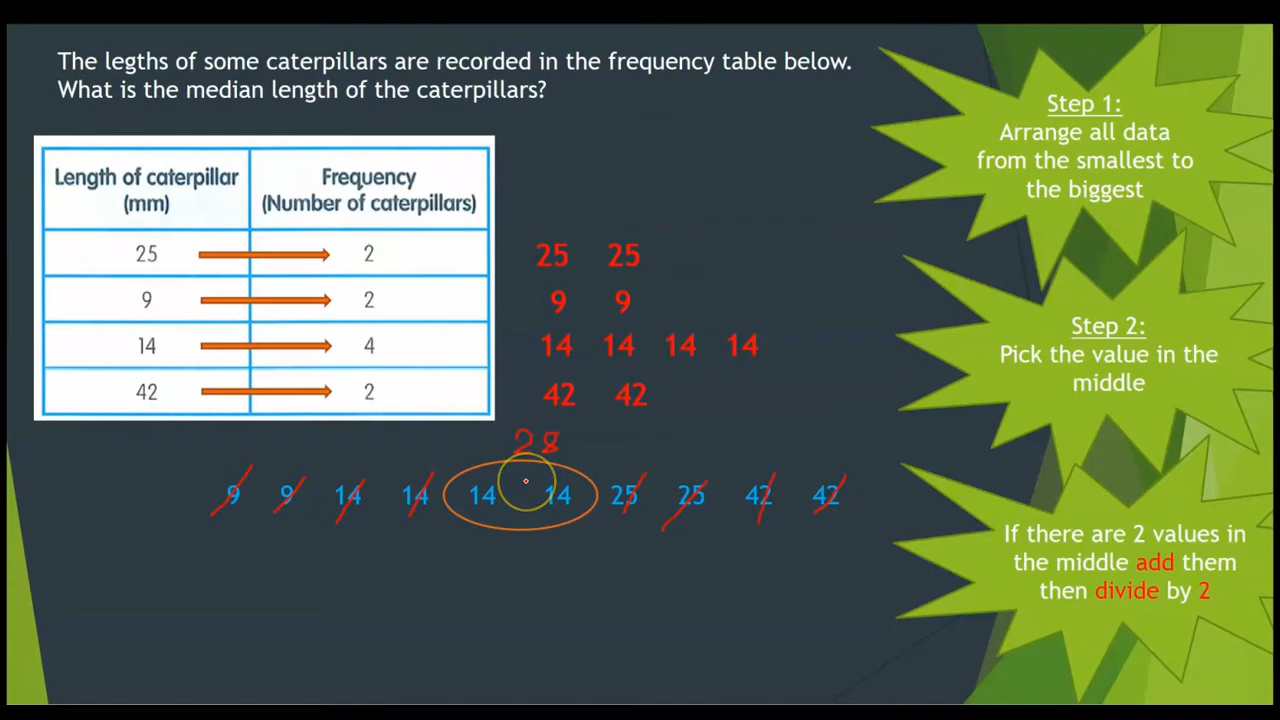 The legths of some caterpillars are recorded in the frequency table below.
What is the median length of the caterpillars?
Length of caterpillar
(mm)
Frequency
(Number of caterpillars)
25 2
9 2
14 4
42 2
25 25
9 9
14 14 14 14
42 42
28
9 9 14 14 14 14 25 25 42 42
Step 1:
Arrange all data
from the smallest to
the biggest
Step 2:
Pick the value in the
middle
If there are 2 values in
the middle add them
then divide by 2